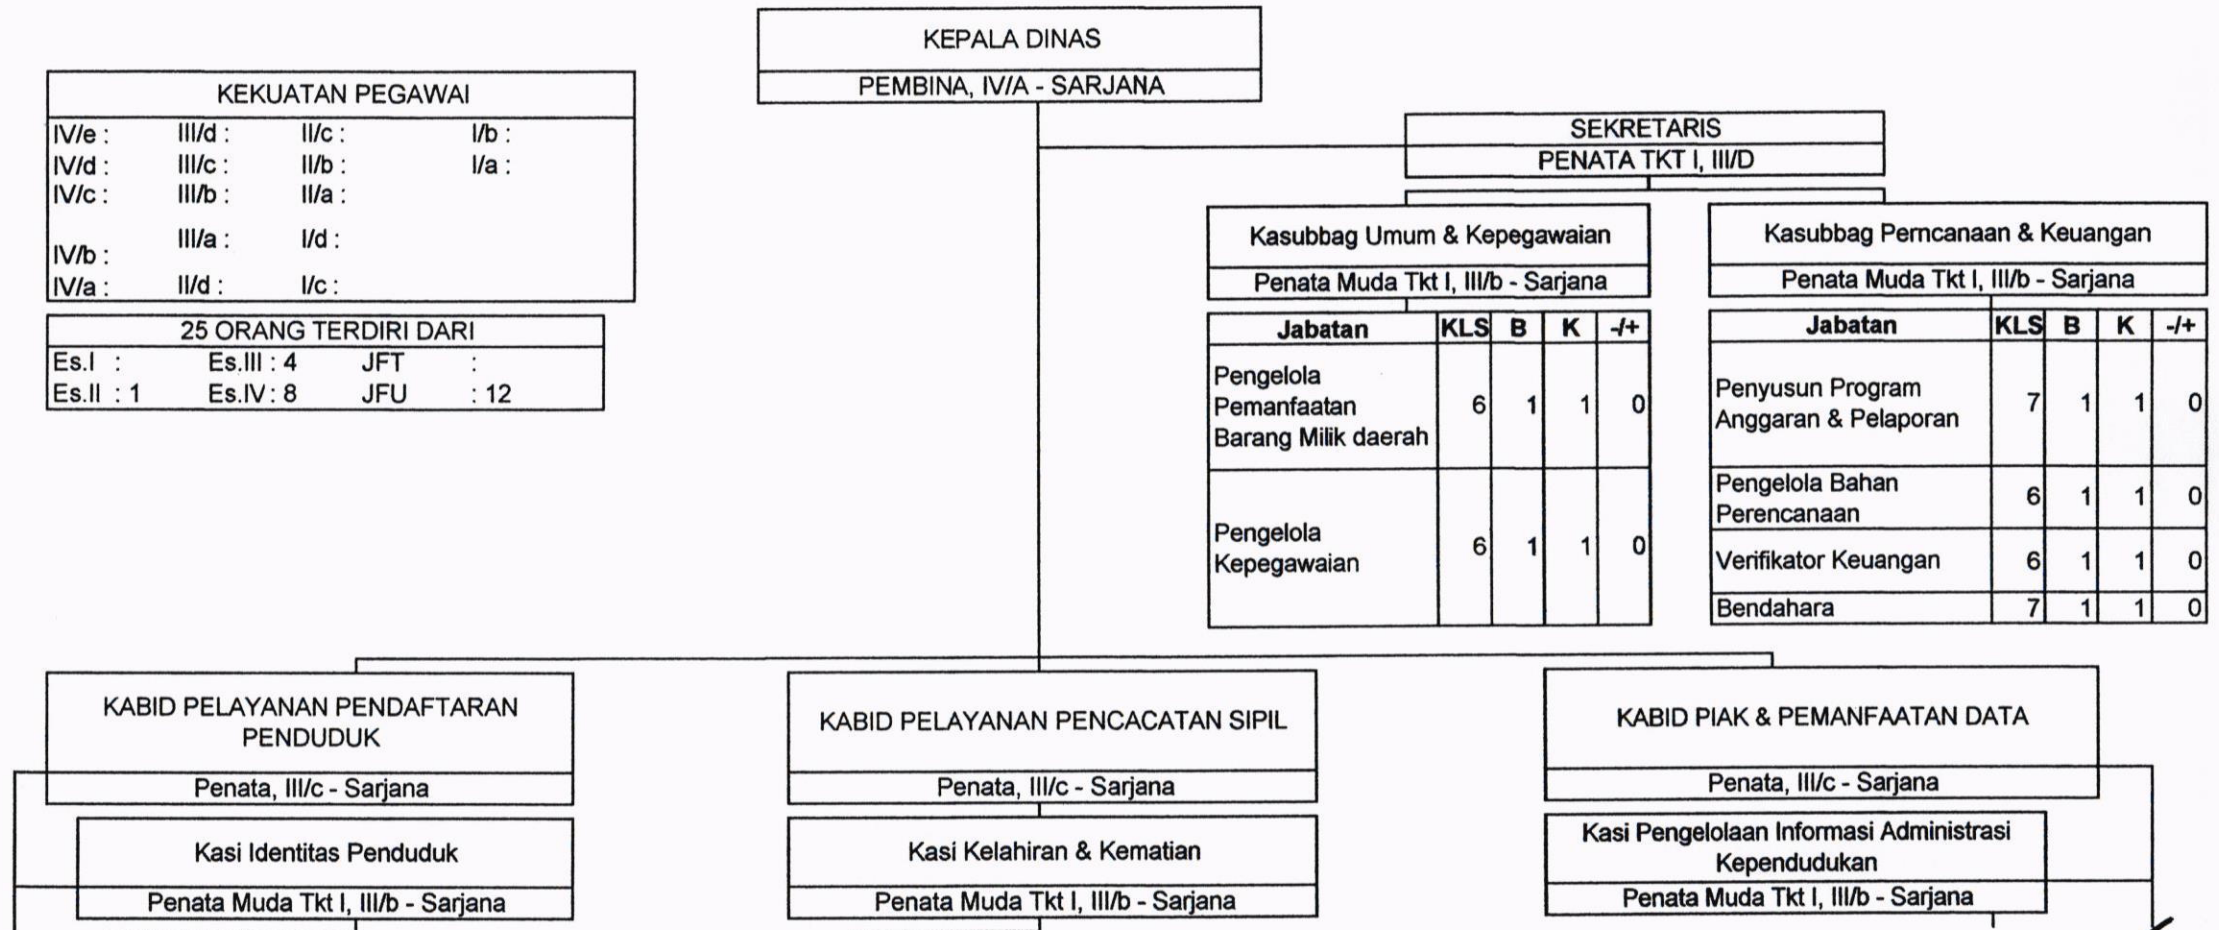 KEPALA DINAS
PEMBINA, IV/A - SARJANA
KEKUATAN PEGAWAI
IV/e : III/d : II/c : I/b :
IV/d : III/c : II/b : I/a :
IV/c : III/b : II/a :
III/a : I/d :
IV/b :
IV/a : II/d : I/c :
25 ORANG TERDIRI DARI
Es.I : Es.III : 4 JFT :
Es.II : 1 Es.IV : 8 JFU : 12
SEKRETARIS
PENATA TKT I, III/D
Kasubbag Umum & Kepegawaian
Penata Muda Tkt I, III/b - Sarjana
Jabatan KLS B K -/+
Pengelola
Pemanfaatan 6 1 1 0
Barang Milik daerah
Pengelola 6 1 1 0
Kepegawaian
Kasubbag Perncanaan & Keuangan
Penata Muda Tkt I, III/b - Sarjana
Jabatan KLS B K -/+
Penyusun Program 7 1 1 0
Anggaran & Pelaporan
Pengelola Bahan 6 1 1 0
Perencanaan
Verifikator Keuangan 6 1 1 0
Bendahara 7 1 1 0
KABID PELAYANAN PENDAFTARAN
PENDUDUK
Penata, III/c - Sarjana
Kasi Identitas Penduduk
Penata Muda Tkt I, III/b - Sarjana
KABID PELAYANAN PENCACATAN SIPIL
Penata, III/c - Sarjana
Kasi Kelahiran & Kematian
Penata Muda Tkt I, III/b - Sarjana
KABID PIAK & PEMANFAATAN DATA
Penata, III/c - Sarjana
Kasi Pengelolaan Informasi Administrasi
Kependudukan
Penata Muda Tkt I, III/b - Sarjana